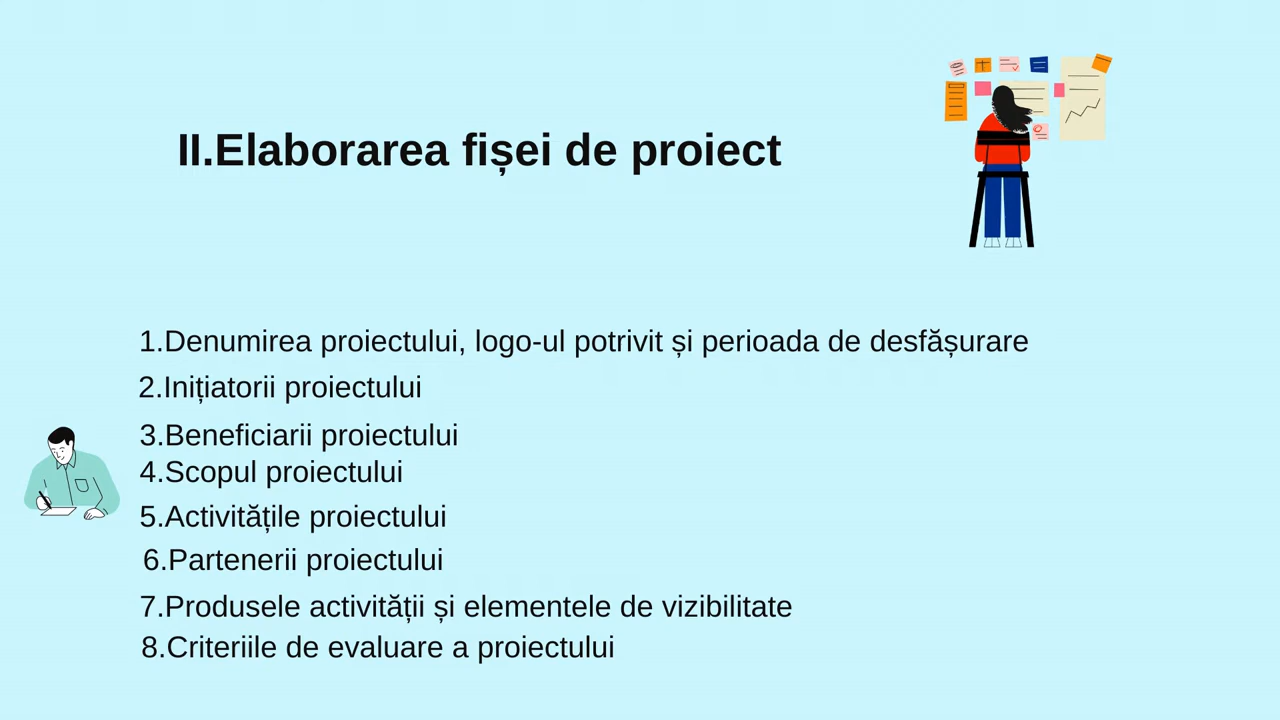 II.Elaborarea fișei de proiect
1.Denumirea proiectului, logo-ul potrivit și perioada de desfășurare
2.Inițiatorii proiectului
3.Beneficiarii proiectului
4.Scopul proiectului
5.Activitățile proiectului
6.Partenerii proiectului
7.Produsele activității și elementele de vizibilitate
8.Criteriile de evaluare a proiectului